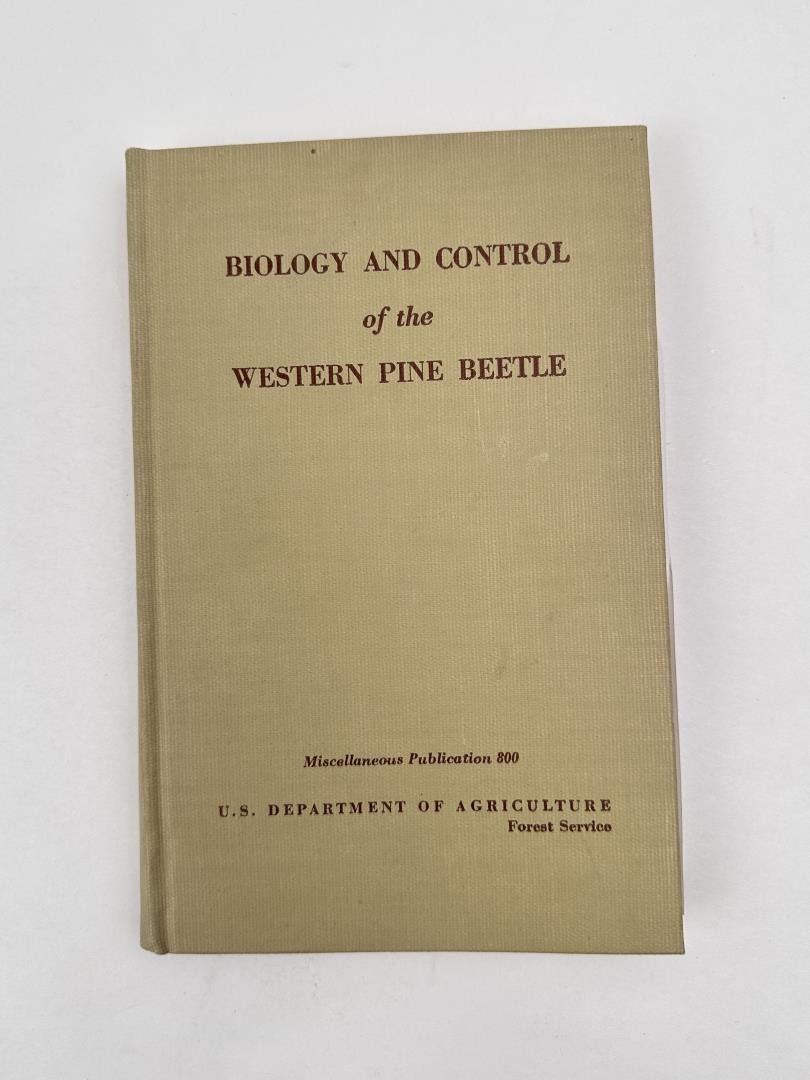 BIOLOGY AND CONTROL
of the
WESTERN PINE BEETLE
Miscellaneous Publication 800
U.S. DEPARTMENT OF AGRICULTURE
Forest Service